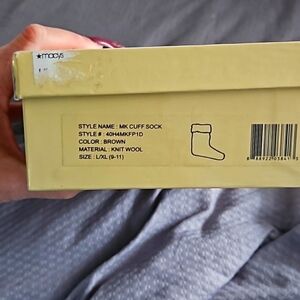 ★macys
STYLE NAME : MK CUFF SOCK
STYLE # : 40H4MKFP1D
COLOR : BROWN
MATERIAL : KNIT WOOL
SIZE : L/XL (9-11)